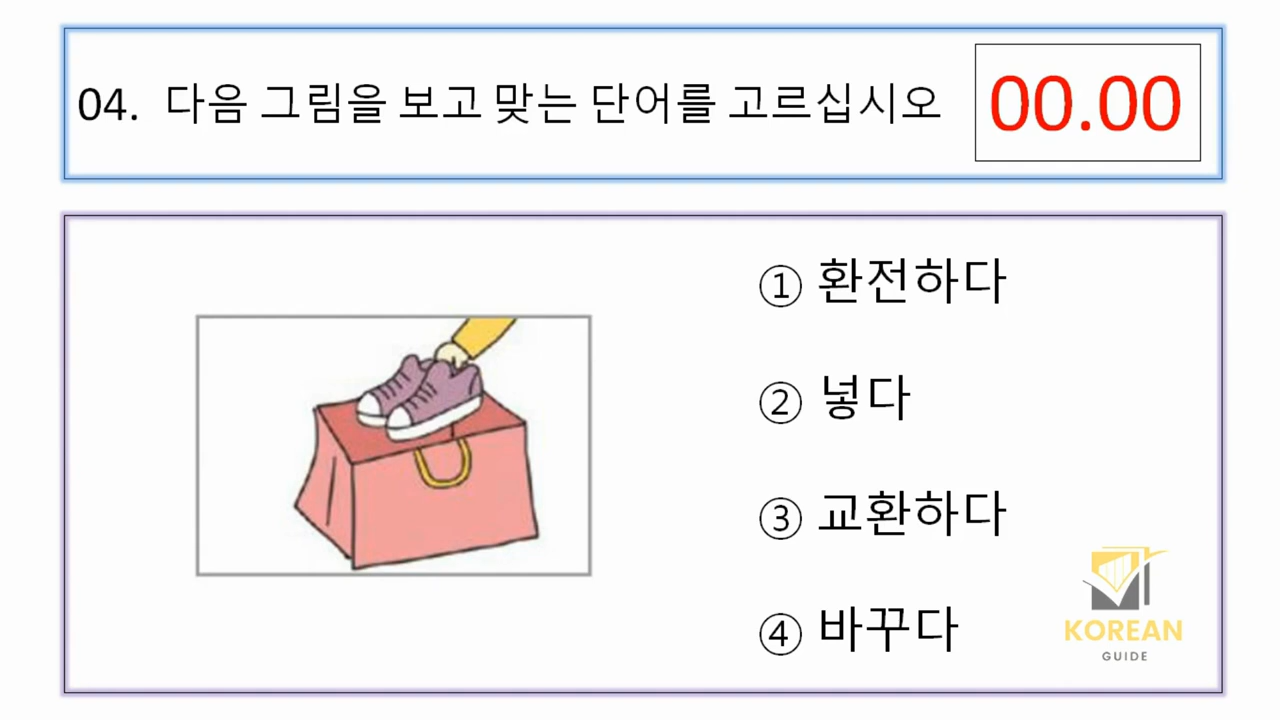 04. 다음 그림을 보고 맞는 단어를 고르십시오
00.00
① 환전하다
② 넣다
③ 교환하다
④ 바꾸다
KOREAN
GUIDE